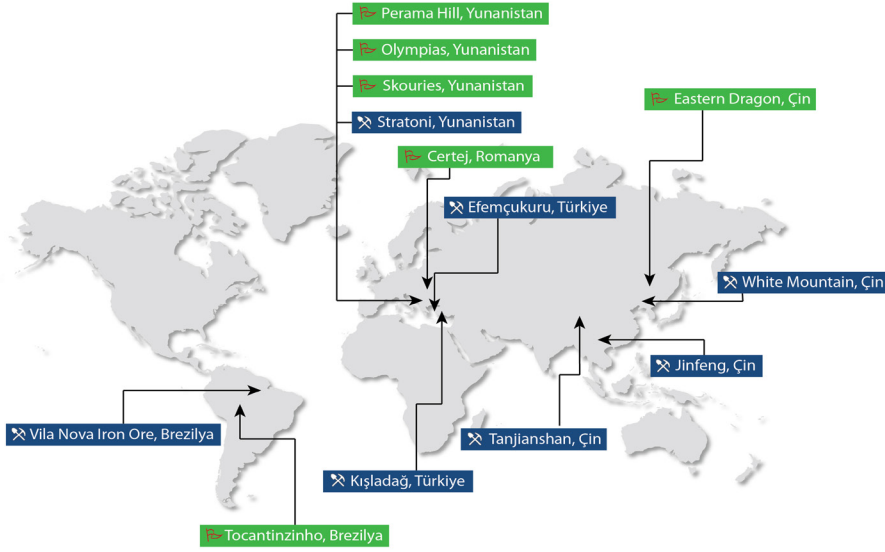 Perama Hill, Yunanistan
Olympias, Yunanistan
Skouries, Yunanistan
Stratoni, Yunanistan
Eastern Dragon, Çin
Certej, Romanya
Efemçukuru, Türkiye
White Mountain, Çin
Jinfeng, Çin
Vila Nova Iron Ore, Brezilya
Tanjianshan, Çin
Kışladağ, Türkiye
Tocantinzinho, Brezilya